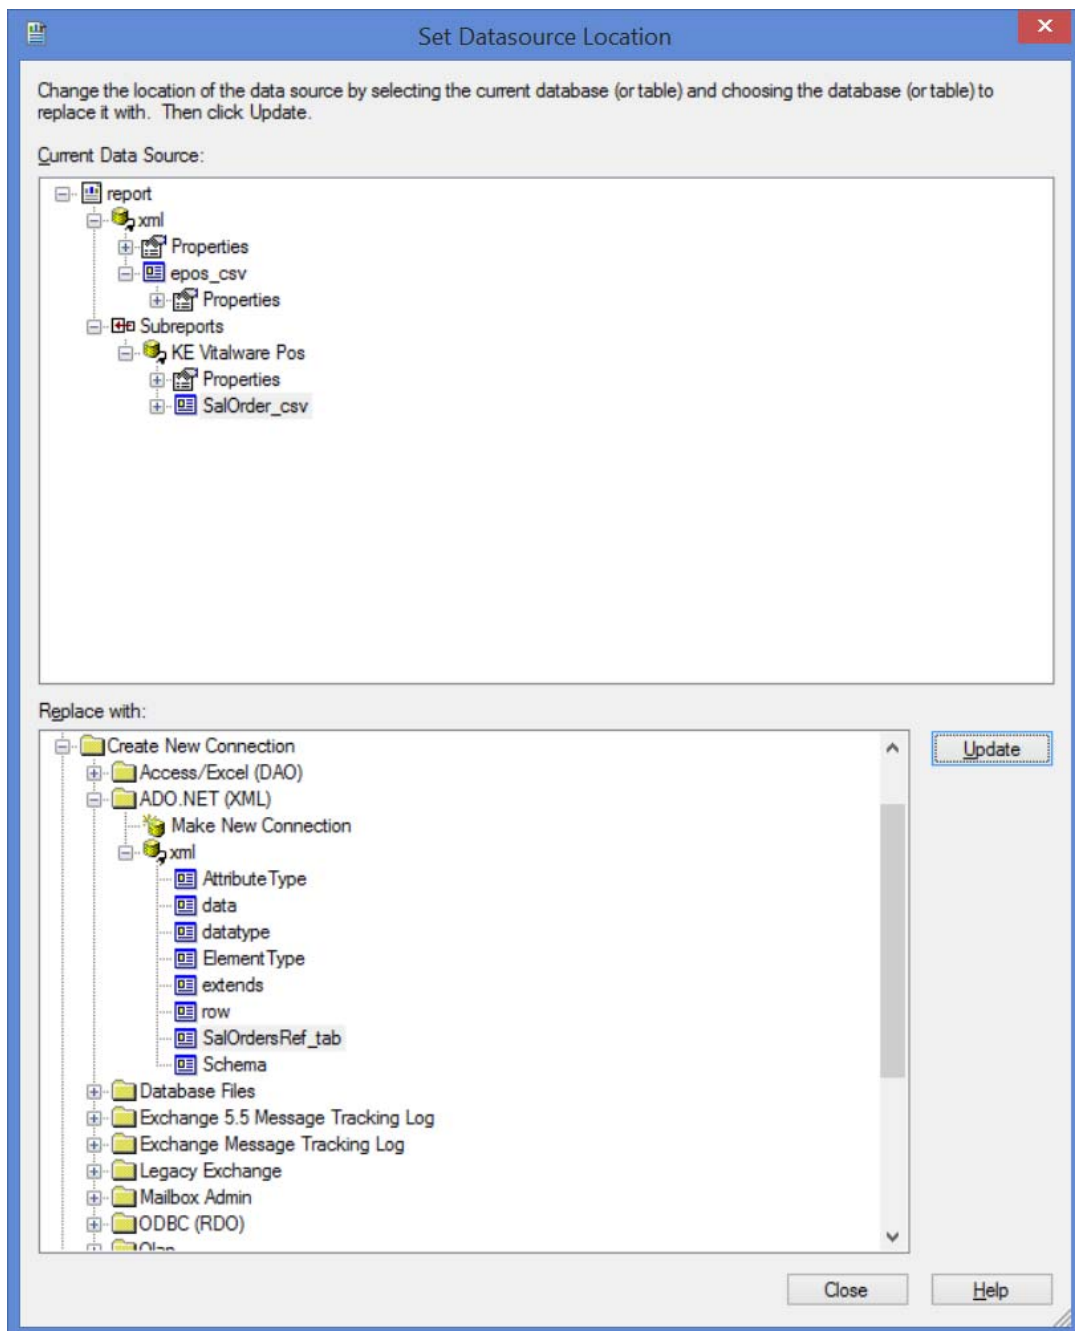 Set Datasource Location
Change the location of the data source by selecting the current database (or table) and choosing the database (or table) to
replace it with. Then click Update.
Current Data Source:
report
xml
Properties
epos_csv
Properties
Subreports
KE Vitalware Pos
Properties
SalOrder_csv
Replace with:
Create New Connection
Update
Access/Excel (DAO)
ADO.NET (XML)
Make New Connection
xml
AttributeType
data
datatype
ElementType
extends
row
SalOrdersRef_tab
Schema
Database Files
Exchange 5.5 Message Tracking Log
Exchange Message Tracking Log
Legacy Exchange
Mailbox Admin
ODBC (RDO)
Olap
Close
Help